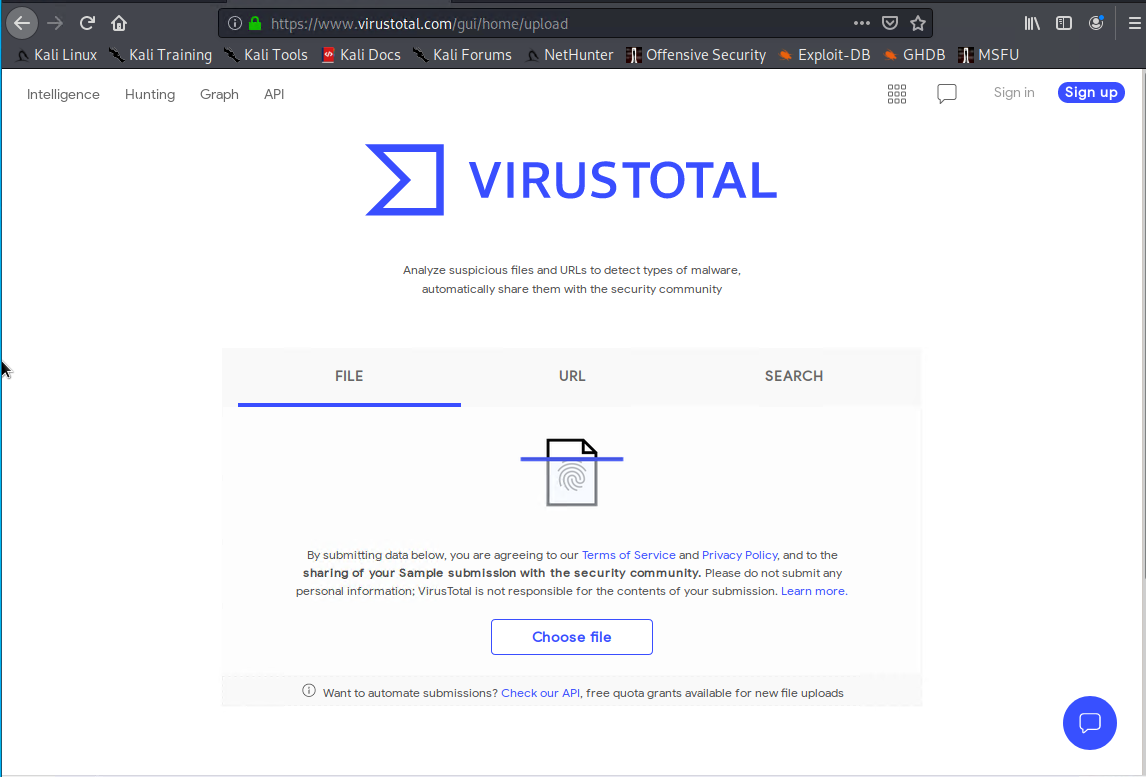 https://www.virustotal.com/gui/home/upload
Kali Linux Kali Training Kali Tools Kali Docs Kali Forums NetHunter Offensive Security Exploit-DB GHDB MSFU
Intelligence Hunting Graph API Sign in Sign up
VIRUSTOTAL
Analyze suspicious files and URLs to detect types of malware,
automatically share them with the security community
FILE URL SEARCH
By submitting data below, you are agreeing to our Terms of Service and Privacy Policy, and to the
sharing of your Sample submission with the security community. Please do not submit any
personal information; VirusTotal is not responsible for the contents of your submission. Learn more.
Choose file
Want to automate submissions? Check our API, free quota grants available for new file uploads